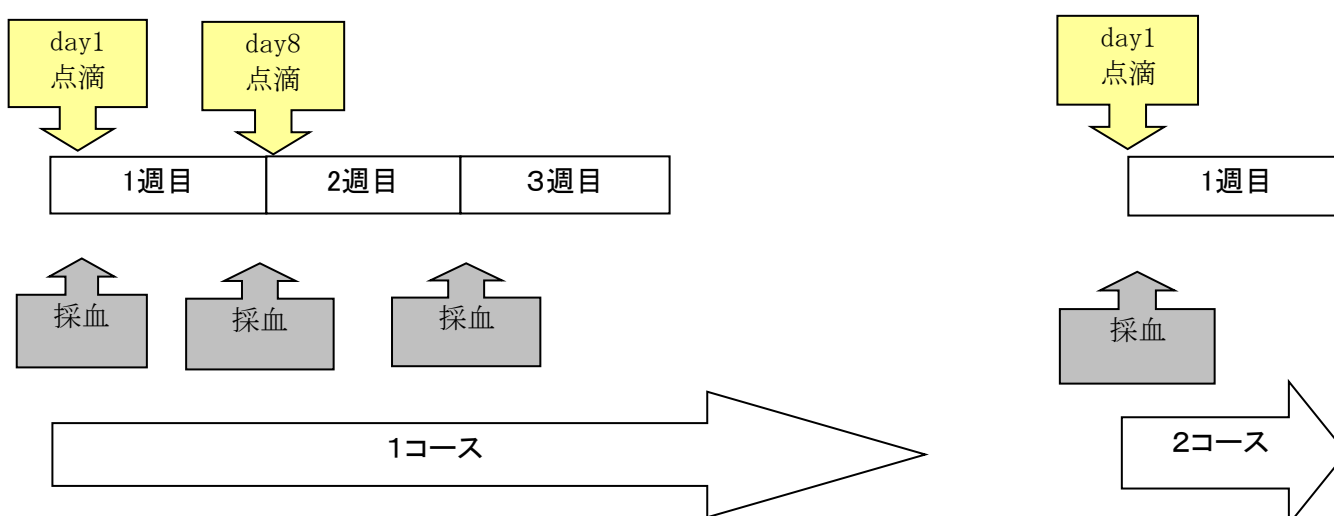 day1
点滴
day8
点滴
day1
点滴
1週目
2週目
３週目
1週目
採血
採血
採血
採血
1コース
2コース